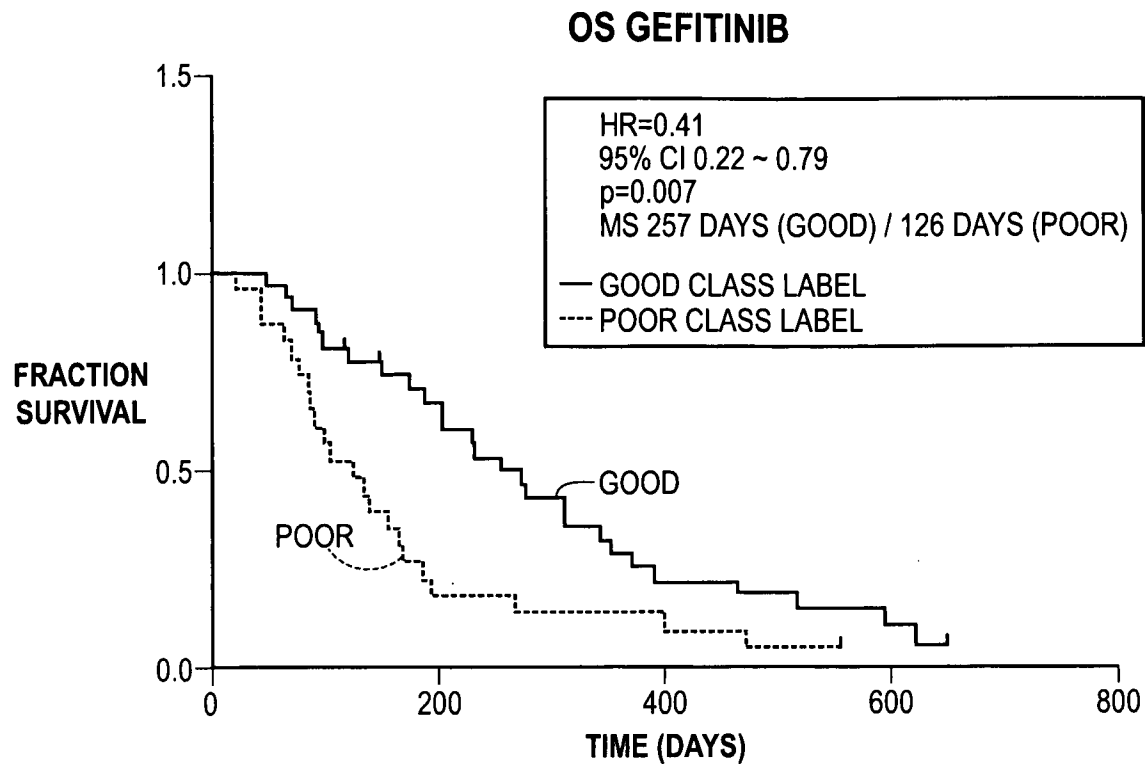 OS GEFITINIB
1.5
1.0
0.5
0.0
FRACTION
SURVIVAL
HR=0.41
95% CI 0.22 ~ 0.79
p=0.007
MS 257 DAYS (GOOD) / 126 DAYS (POOR)
GOOD CLASS LABEL
POOR CLASS LABEL
GOOD
POOR
0
200
400
600
800
TIME (DAYS)